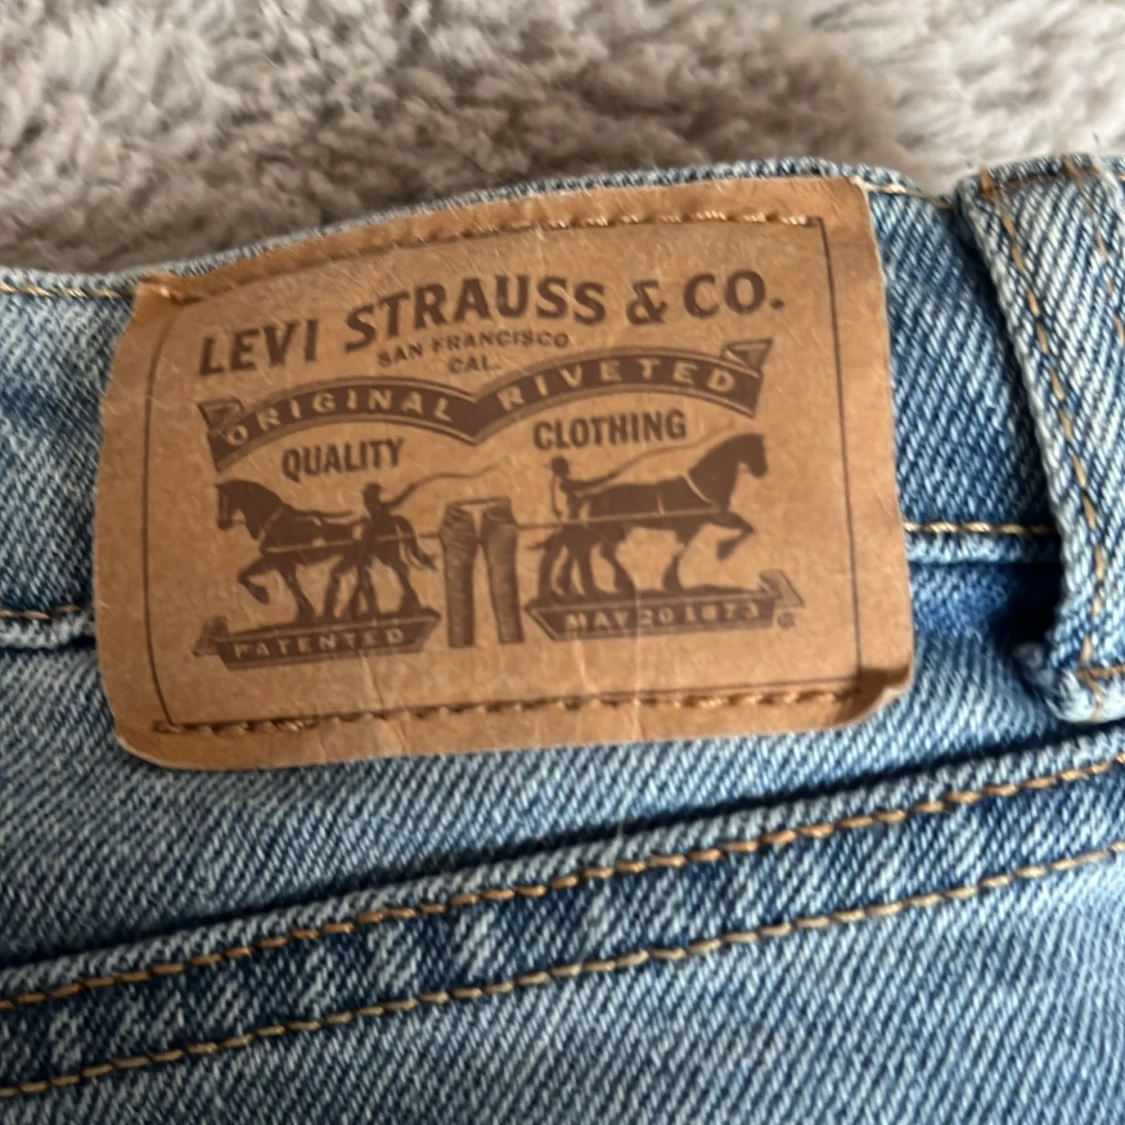 LEVI STRAUSS & CO.
SAN FRANCISCO
CAL.
ORIGINAL RIVETED
QUALITY CLOTHING
PATENTED MAY 20 1873